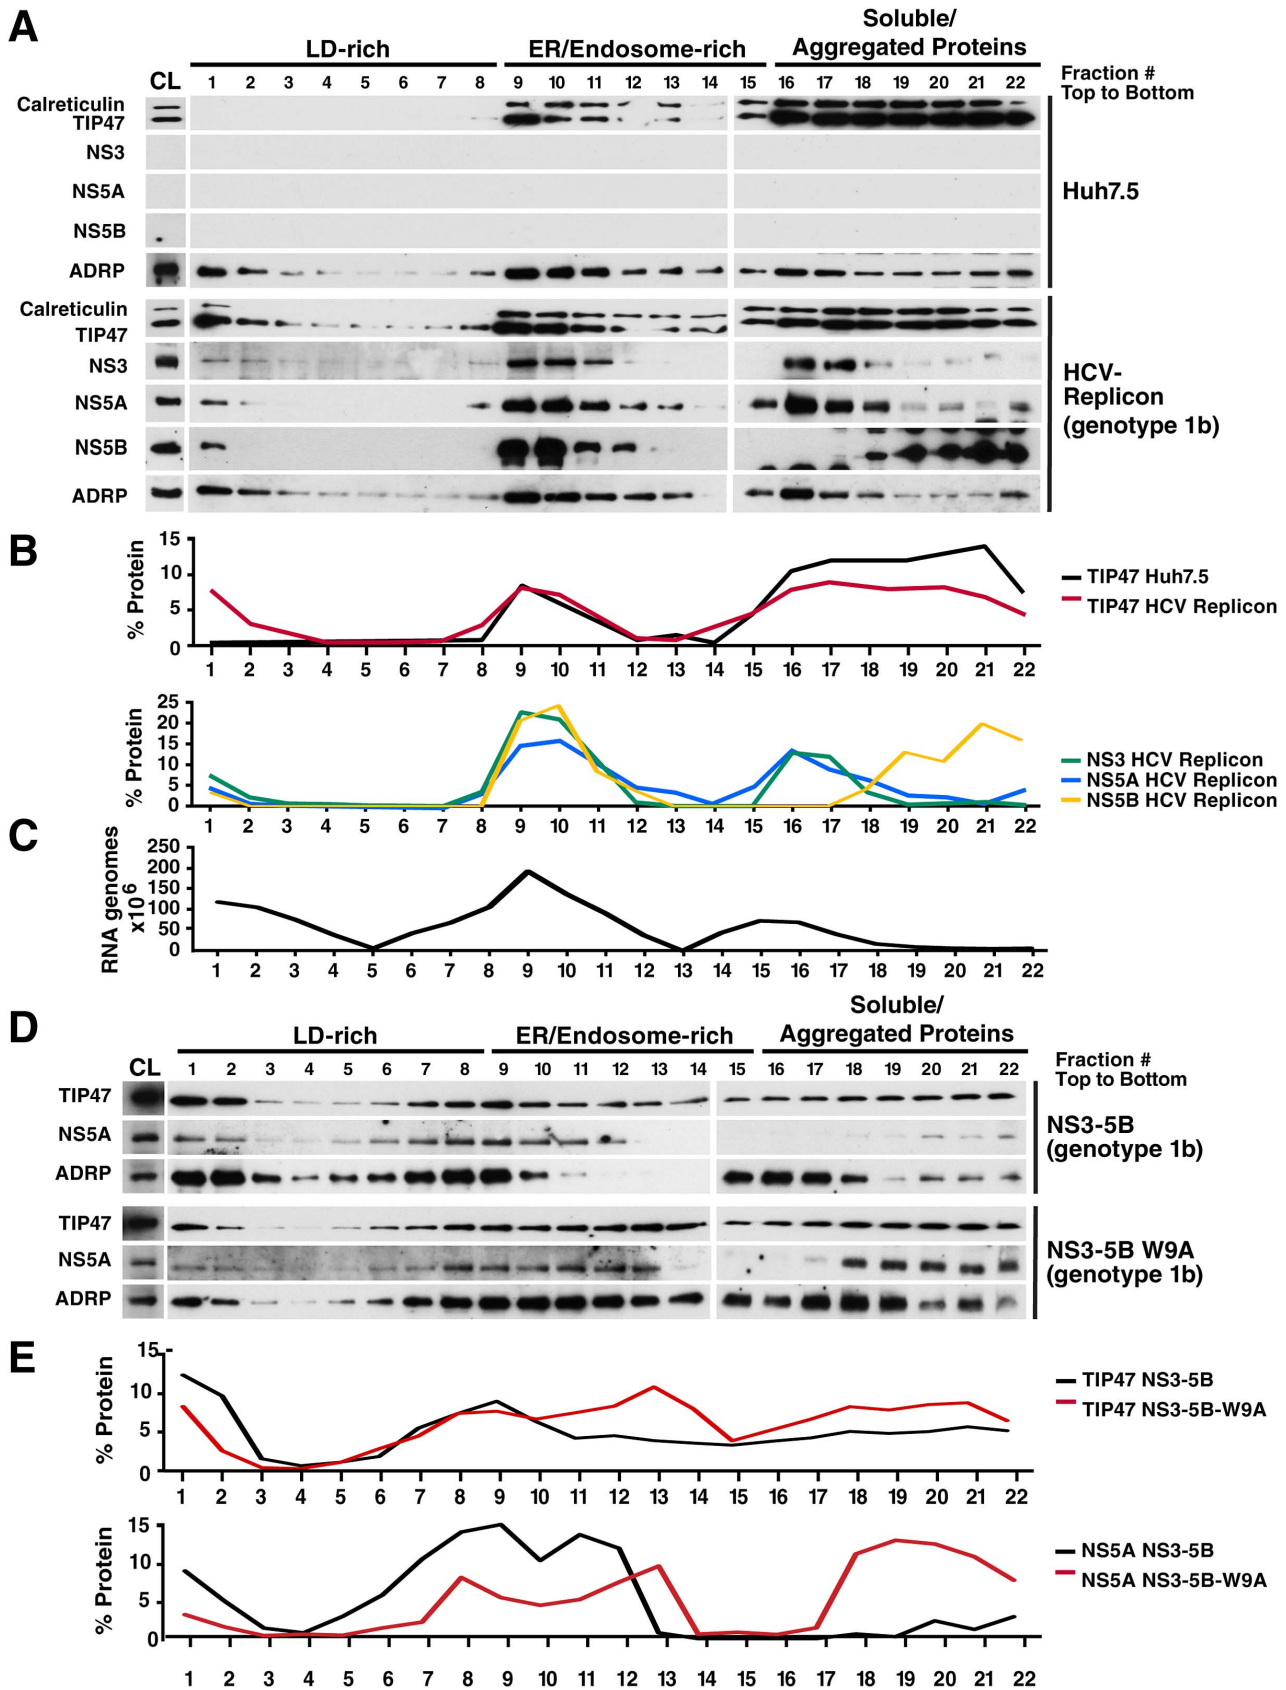 A
LD-rich
ER/Endosome-rich
Soluble/
Aggregated Proteins
CL 1 2 3 4 5 6 7 8 9 10 11 12 13 14 15 16 17 18 19 20 21 22
Fraction #
Top to Bottom
Calreticulin
TIP47
NS3
NS5A
NS5B
ADRP
Huh7.5
Calreticulin
TIP47
NS3
NS5A
NS5B
ADRP
HCV-
Replicon
(genotype 1b)
B
% Protein
15
10
5
0
1 2 3 4 5 6 7 8 9 10 11 12 13 14 15 16 17 18 19 20 21 22
TIP47 Huh7.5
TIP47 HCV Replicon
% Protein
25
20
15
10
5
0
1 2 3 4 5 6 7 8 9 10 11 12 13 14 15 16 17 18 19 20 21 22
NS3 HCV Replicon
NS5A HCV Replicon
NS5B HCV Replicon
C
RNA genomes
x10 6
250
200
150
100
50
0
1 2 3 4 5 6 7 8 9 10 11 12 13 14 15 16 17 18 19 20 21 22
D
LD-rich
ER/Endosome-rich
Soluble/
Aggregated Proteins
CL 1 2 3 4 5 6 7 8 9 10 11 12 13 14 15 16 17 18 19 20 21 22
Fraction #
Top to Bottom
TIP47
NS5A
ADRP
NS3-5B
(genotype 1b)
TIP47
NS5A
ADRP
NS3-5B W9A
(genotype 1b)
E
% Protein
15
10
5
0
1 2 3 4 5 6 7 8 9 10 11 12 13 14 15 16 17 18 19 20 21 22
TIP47 NS3-5B
TIP47 NS3-5B-W9A
% Protein
15
10
5
0
1 2 3 4 5 6 7 8 9 10 11 12 13 14 15 16 17 18 19 20 21 22
NS5A NS3-5B
NS5A NS3-5B-W9A